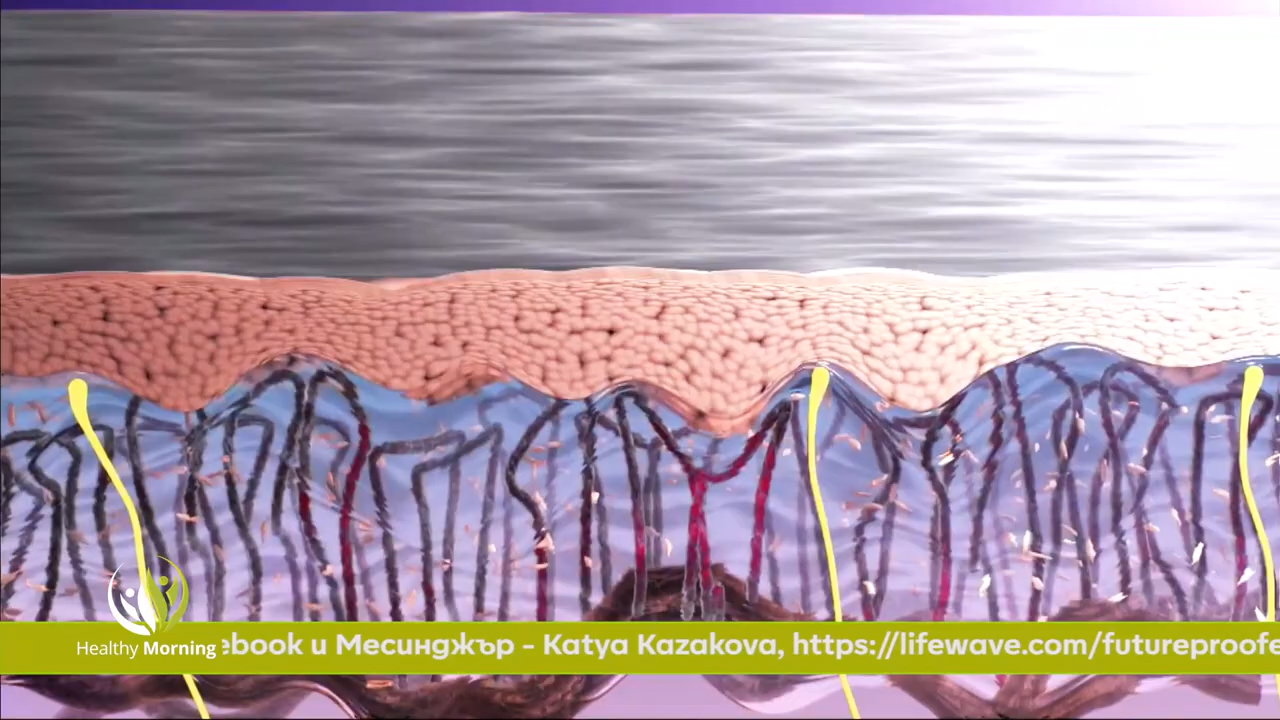 Healthy Morning
ebook и Месинджър - Katya Kazakova, https://lifewave.com/futureproofe